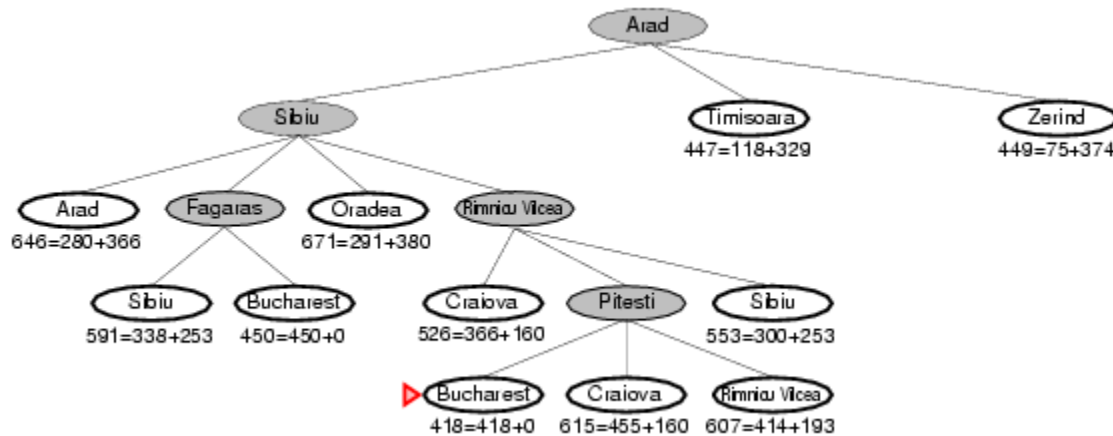 Arad
Sibiu
Timisoara
Zerind
447=118+329
449=75+374
Arad
Fagaras
Oradea
Rimnicu Vilcea
646=280+366
671=291+380
Sibiu
Bucharest
Craiova
Pitesti
Sibiu
591=338+253
450=450+0
526=366+160
553=300+253
Bucharest
Craiova
Rimnicu Vilcea
418=418+0
615=455+160
607=414+193